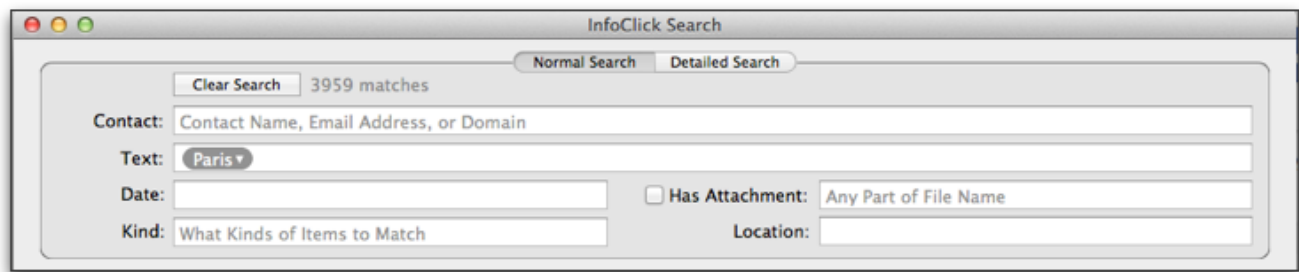 InfoClick Search
Normal Search Detailed Search
Clear Search 3959 matches
Contact: Contact Name, Email Address, or Domain
Text: Paris
Date: Has Attachment: Any Part of File Name
Kind: What Kinds of Items to Match Location: